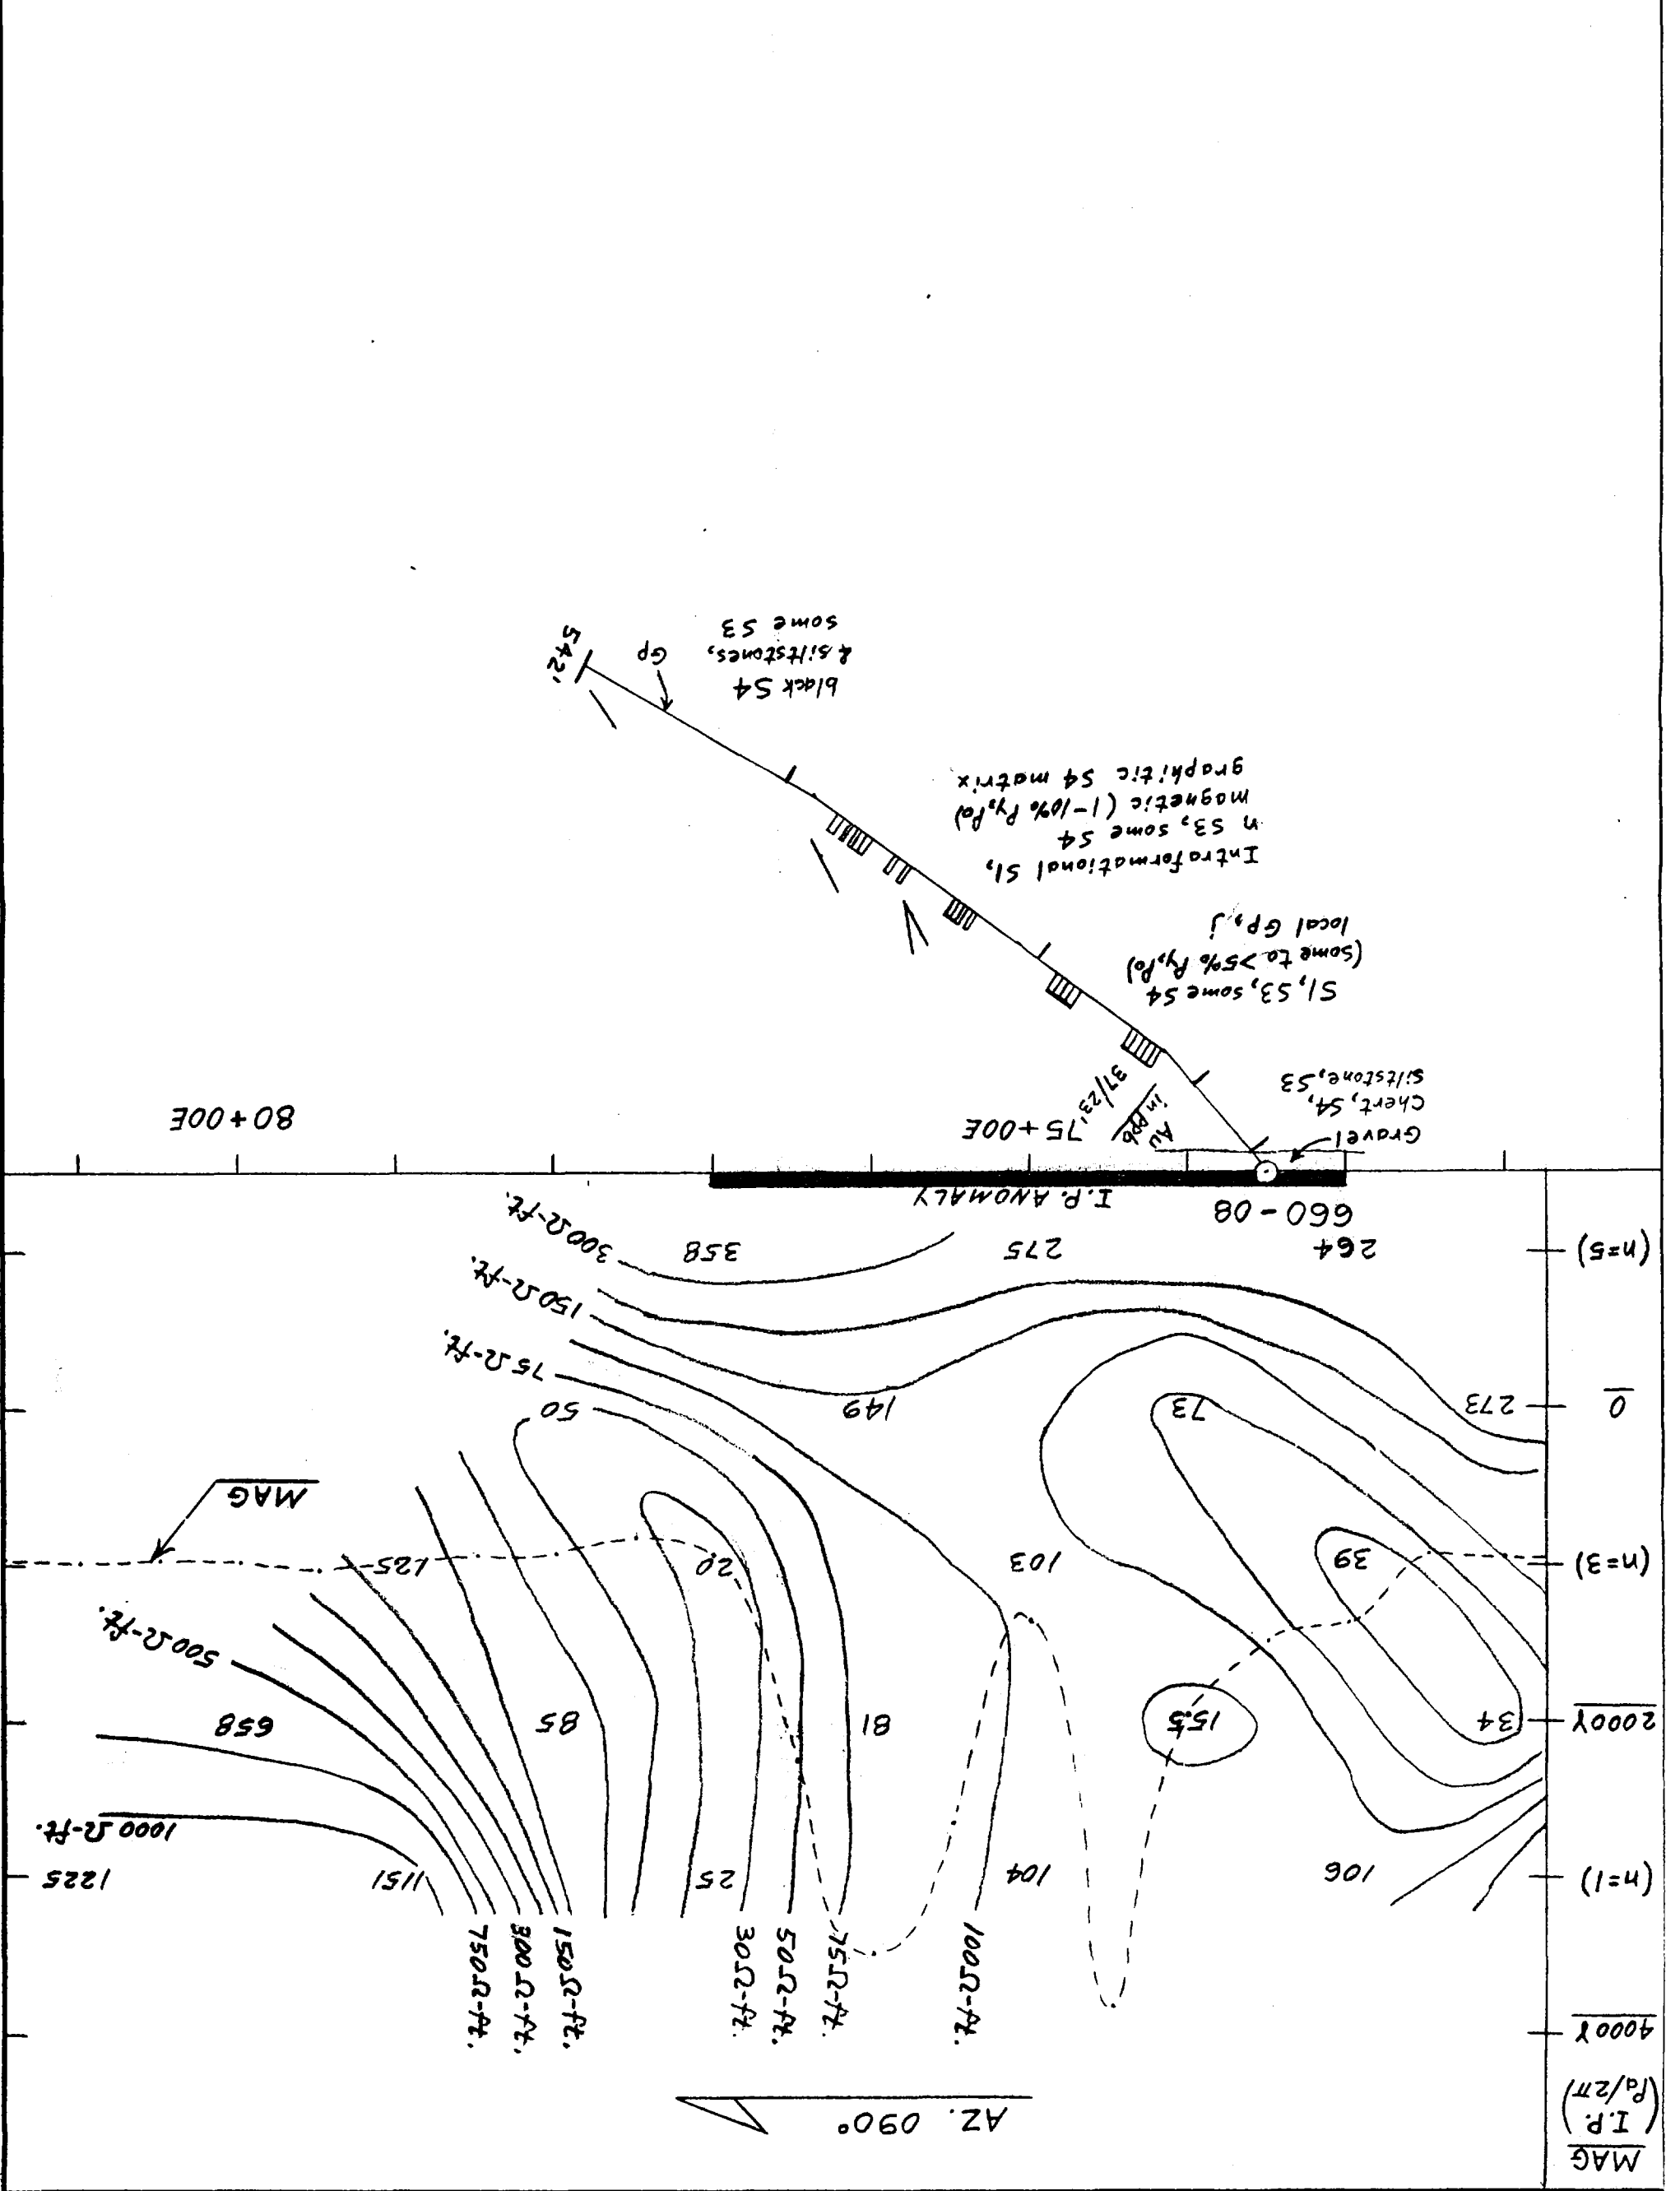 MAG
(I.P.
ρa/2π)
AZ. 090°
4000γ
100Ω-ft.
75Ω-ft.
50Ω-ft.
30Ω-ft.
150Ω-ft.
300Ω-ft.
750Ω-ft.
(n=1)
106
104
25
1151
1225
1000Ω-ft.
2000γ
34
15.5
81
85
658
500Ω-ft.
(n=3)
39
103
20
125
MAG
0
273
73
149
50
75Ω-ft.
150Ω-ft.
(n=5)
264
275
358
300Ω-ft.
660-08
I.P. ANOMALY
75+00E
80+00E
Gravel
Chert, S4,
siltstone, S3
Au
in ppb
37/23'
S1, S3, some S4
(some to >5% Py, Po)
local Gp, j
Intraformational S1,
n S3, some S4
magnetic (1-10% Py, Po)
graphitic S4 matrix
black S4
& siltstones,
some S3
Gp
542'